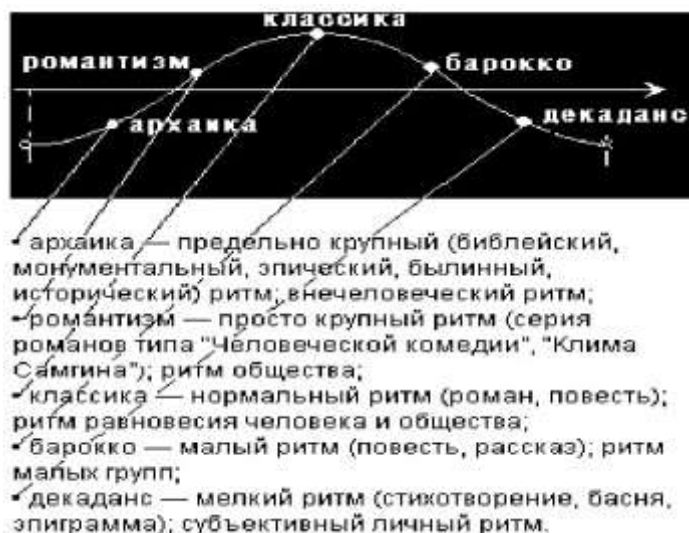 классика
романтизм
барокко
архаика
декаданс
архаика — предельно крупный (библейский,
монументальный, эпический, былинный,
исторический) ритм; внечеловеческий ритм;
романтизм — просто крупный ритм (серия
романов типа "Человеческой комедии", "Клима
Самгина"); ритм общества;
классика — нормальный ритм (роман, повесть);
ритм равновесия человека и общества;
барокко — малый ритм (повесть, рассказ); ритм
малых групп;
декаданс — мелкий ритм (стихотворение, басня,
эпиграмма); субъективный личный ритм.